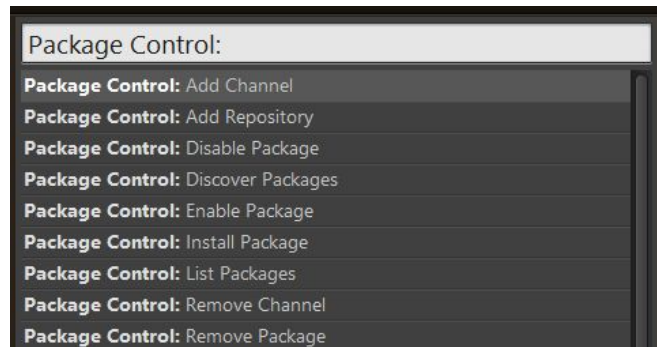 Package Control:
Package Control: Add Channel
Package Control: Add Repository
Package Control: Disable Package
Package Control: Discover Packages
Package Control: Enable Package
Package Control: Install Package
Package Control: List Packages
Package Control: Remove Channel
Package Control: Remove Package